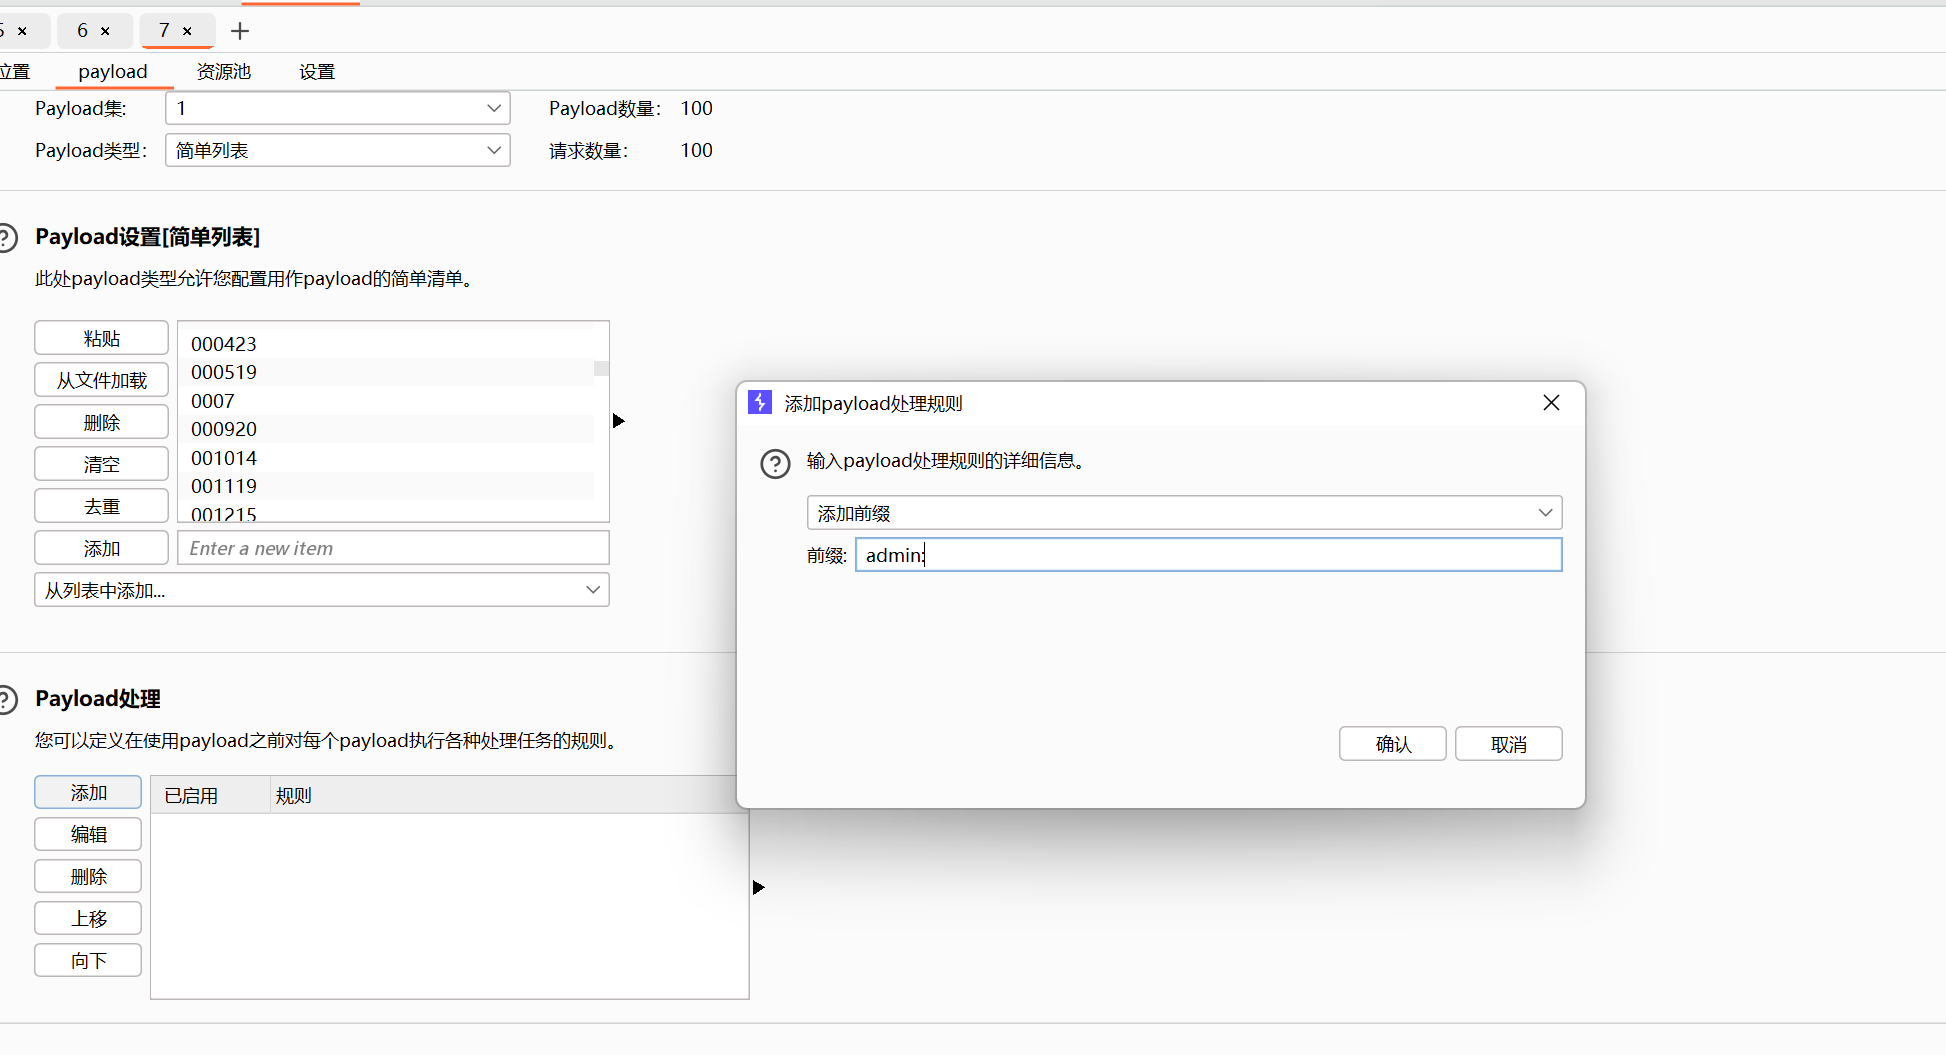 5 × 6 × 7 × +
位置 payload 资源池 设置
Payload集: 1 Payload数量: 100
Payload类型: 简单列表 请求数量: 100
Payload设置[简单列表]
此处payload类型允许您配置用作payload的简单清单。
粘贴
从文件加载
删除
清空
去重
添加
000423
000519
0007
000920
001014
001119
001215
Enter a new item
从列表中添加...
Payload处理
您可以定义在使用payload之前对每个payload执行各种处理任务的规则。
添加
编辑
删除
上移
向下
已启用 规则
添加payload处理规则
输入payload处理规则的详细信息。
添加前缀
前缀: admin:
确认 取消